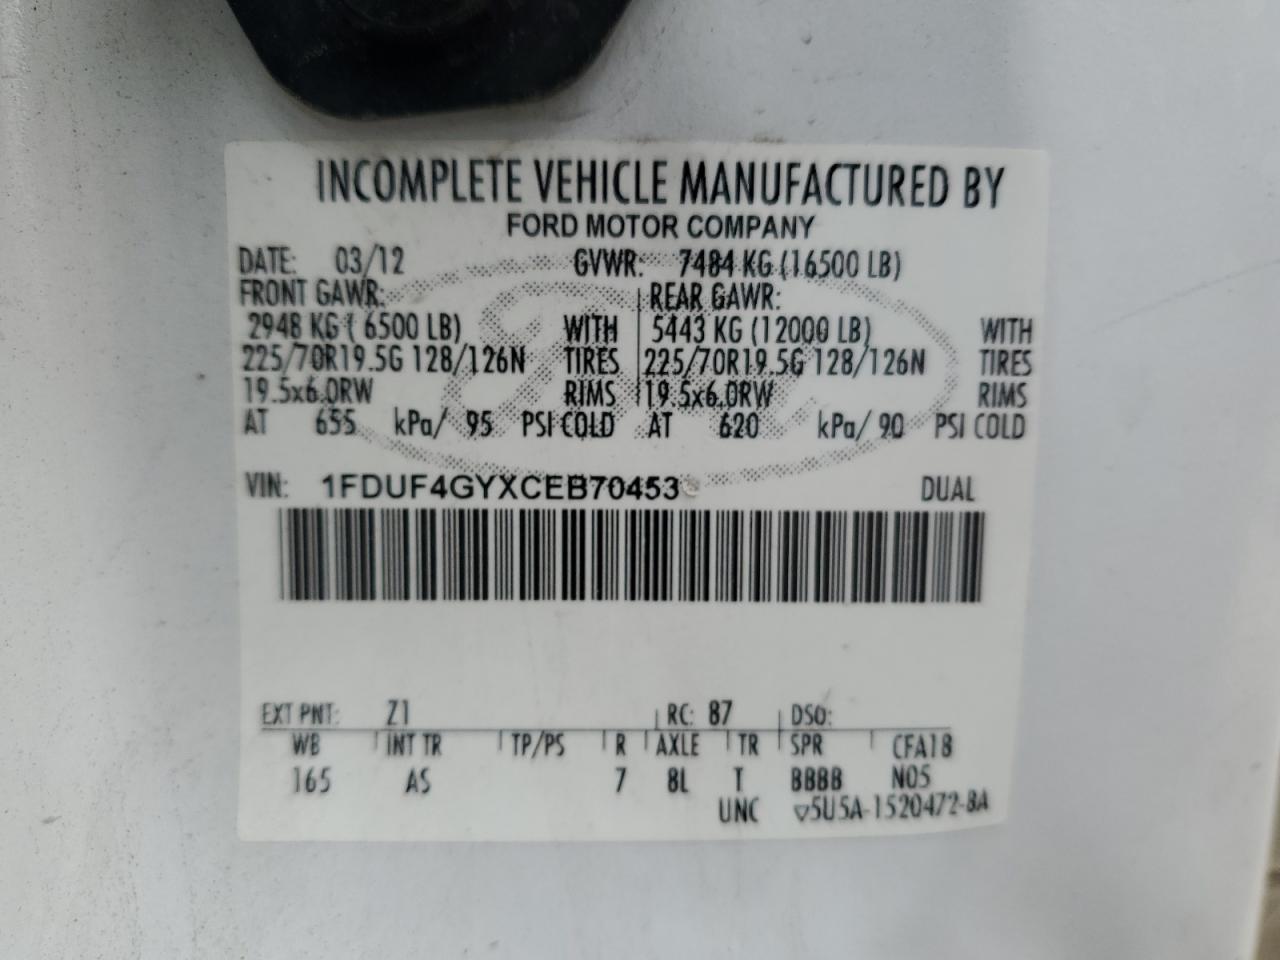 INCOMPLETE VEHICLE MANUFACTURED BY
FORD MOTOR COMPANY
DATE: 03/12 GVWR: 7484 KG (16500 LB)
FRONT GAWR: REAR GAWR:
2948 KG ( 6500 LB) WITH 5443 KG (12000 LB) WITH
225/70R19.5G 128/126N TIRES 225/70R19.5G 128/126N TIRES
19.5x6.0RW RIMS 19.5x6.0RW RIMS
AT 655 kPa/ 95 PSI COLD AT 620 kPa/ 90 PSI COLD
VIN: 1FDUF4GYXCEB70453 DUAL
EXT PNT: Z1 RC: 87 DSO:
WB INT TR TP/PS R AXLE TR SPR CFA18
165 AS 7 8L T BBBB N05
UNC ▽5U5A-1520472-BA